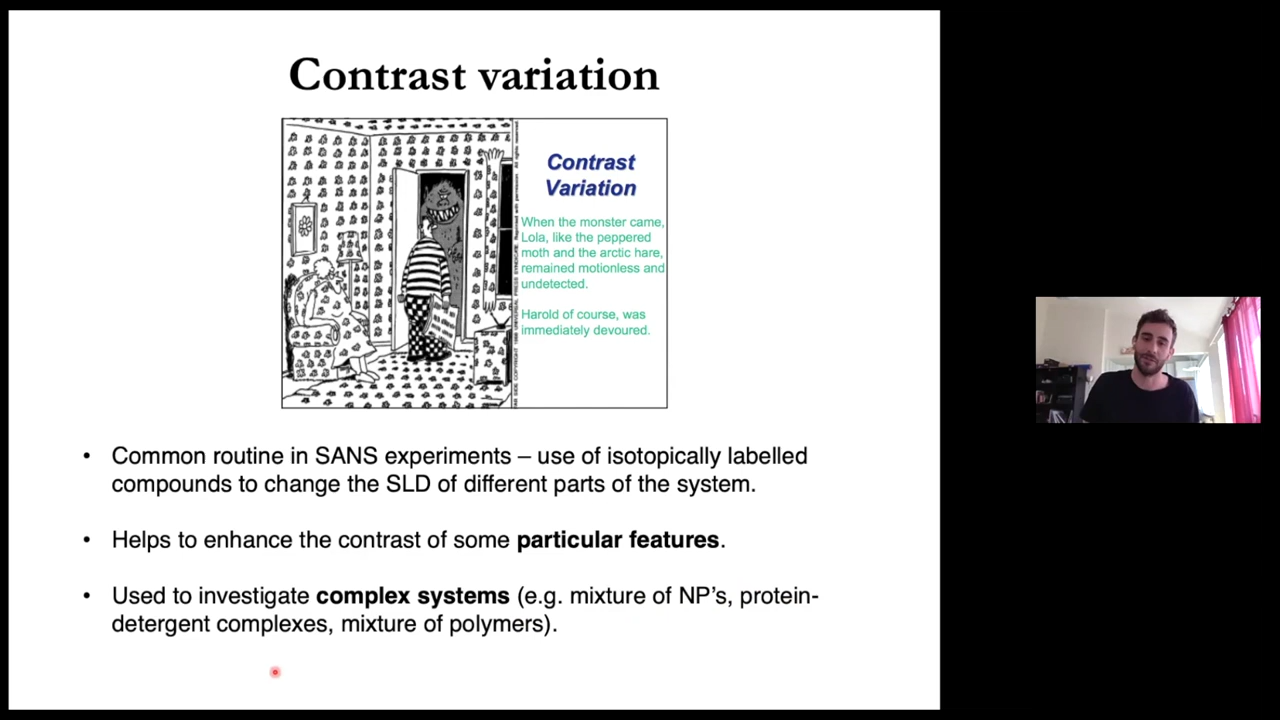 Contrast variation
Contrast
Variation
When the monster came,
Lola, like the peppered
moth and the arctic hare,
remained motionless and
undetected.
Harold of course, was
immediately devoured.
• Common routine in SANS experiments – use of isotopically labelled
compounds to change the SLD of different parts of the system.
• Helps to enhance the contrast of some particular features.
• Used to investigate complex systems (e.g. mixture of NP's, protein-
detergent complexes, mixture of polymers).